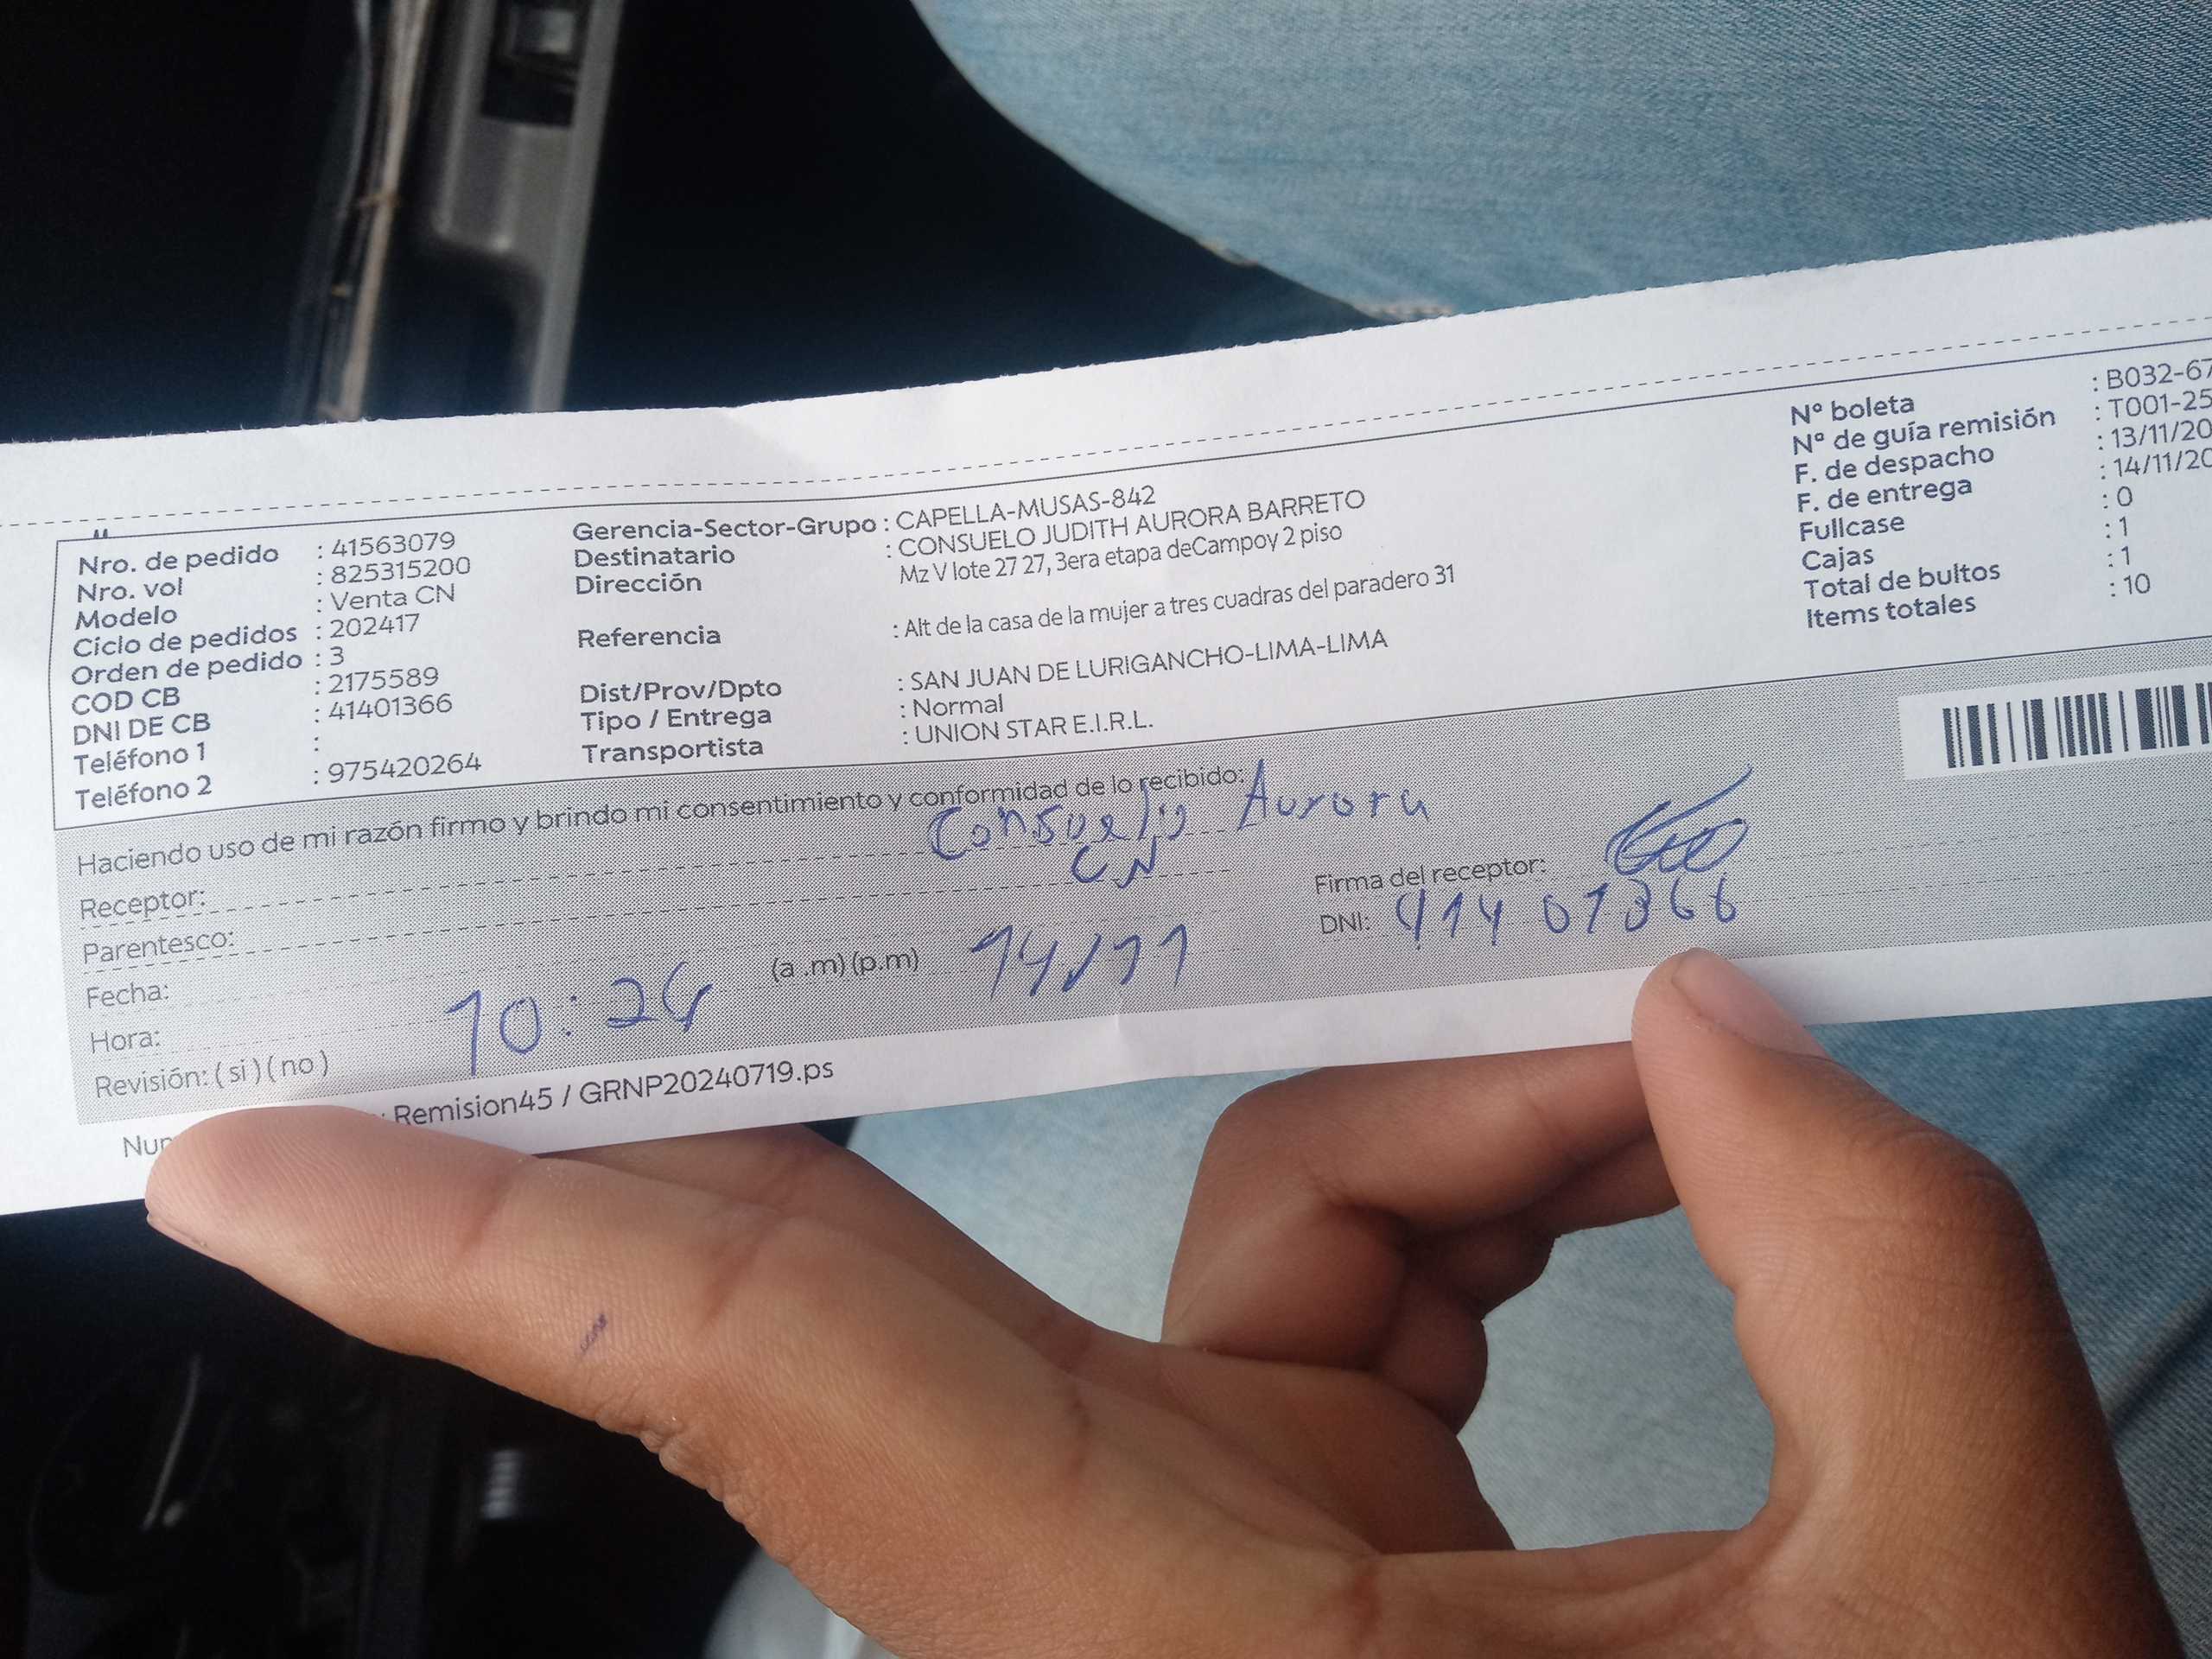 Nro. de pedido : 41563079
Nro. vol : 825315200
Modelo : Venta CN
Ciclo de pedidos : 202417
Orden de pedido : 3
COD CB : 2175589
DNI DE CB : 41401366
Teléfono 1 :
Teléfono 2 : 975420264
Gerencia-Sector-Grupo : CAPELLA-MUSAS-842
Destinatario : CONSUELO JUDITH AURORA BARRETO
Dirección Mz V lote 27 27, 3era etapa deCampoy 2 piso
Referencia : Alt de la casa de la mujer a tres cuadras del paradero 31
Dist/Prov/Dpto : SAN JUAN DE LURIGANCHO-LIMA-LIMA
Tipo / Entrega : Normal
Transportista : UNION STAR E.I.R.L.
Nº boleta : B032-67
Nº de guía remisión : T001-25
F. de despacho : 13/11/20
F. de entrega : 14/11/20
Fullcase : 0
Cajas : 1
Total de bultos : 1
Items totales : 10
Haciendo uso de mi razón firmo y brindo mi consentimiento y conformidad de lo recibido:
Receptor: Consuelo Aurora
Parentesco: CN
Fecha: 14/11
Hora: 10:24 (a .m) (p.m)
Revisión: ( si ) ( no )
Firma del receptor:
DNI: 41401366
Remision45 / GRNP20240719.ps